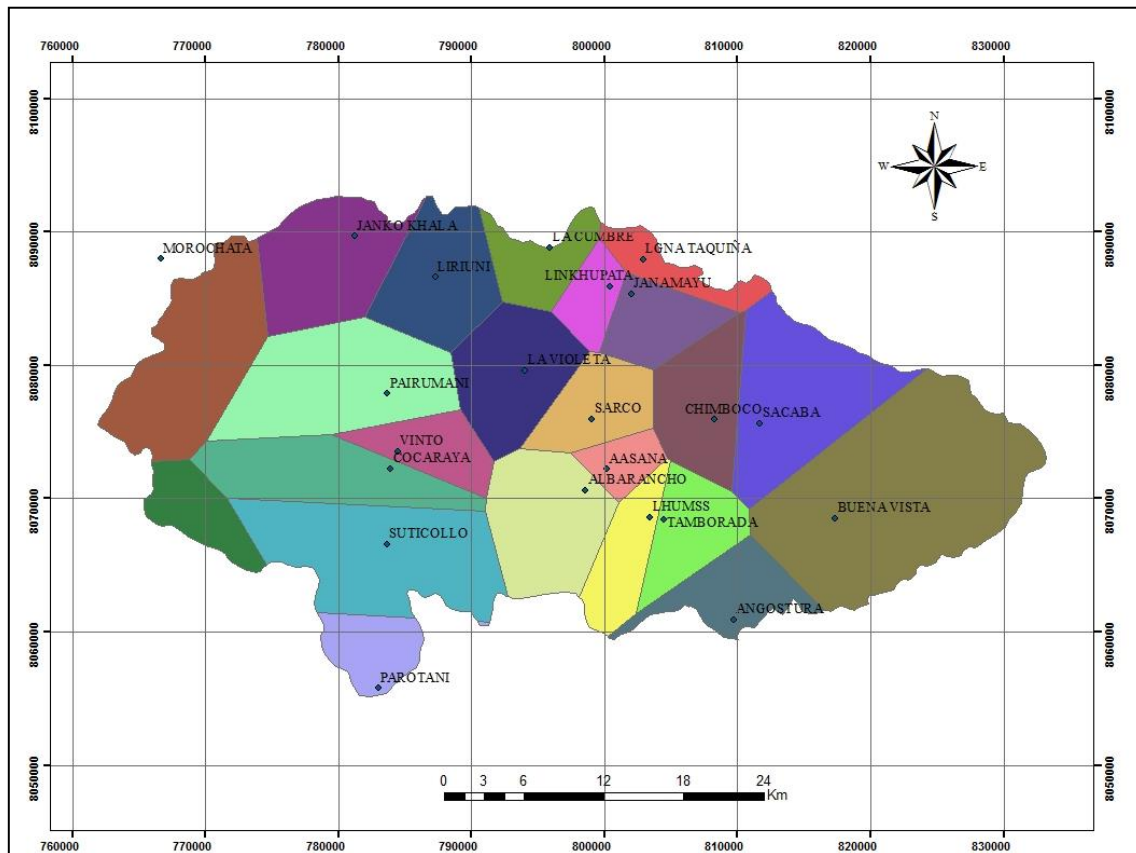 760000 770000 780000 790000 800000 810000 820000 830000
8100000 8100000
N
W E
S
JANKO KHALA
LA CUMBRE
8090000 8090000
MOROCHATA
LGNA TAQUIÑA
LIRIUNI
LINKHUPATA
JANAMAYU
LA VIOLETA
8080000 8080000
PAIRUMANI
SARCO
CHIMBOCO
SACABA
VINTO
COCARAYA
AASANA
ALBARANCHO
8070000 8070000
LHUMSS
BUENA VISTA
TAMBORADA
SUTICOLLO
ANGOSTURA
8060000 8060000
PAROTANI
8050000 8050000
0 3 6 12 18 24
Km
760000 770000 780000 790000 800000 810000 820000 830000